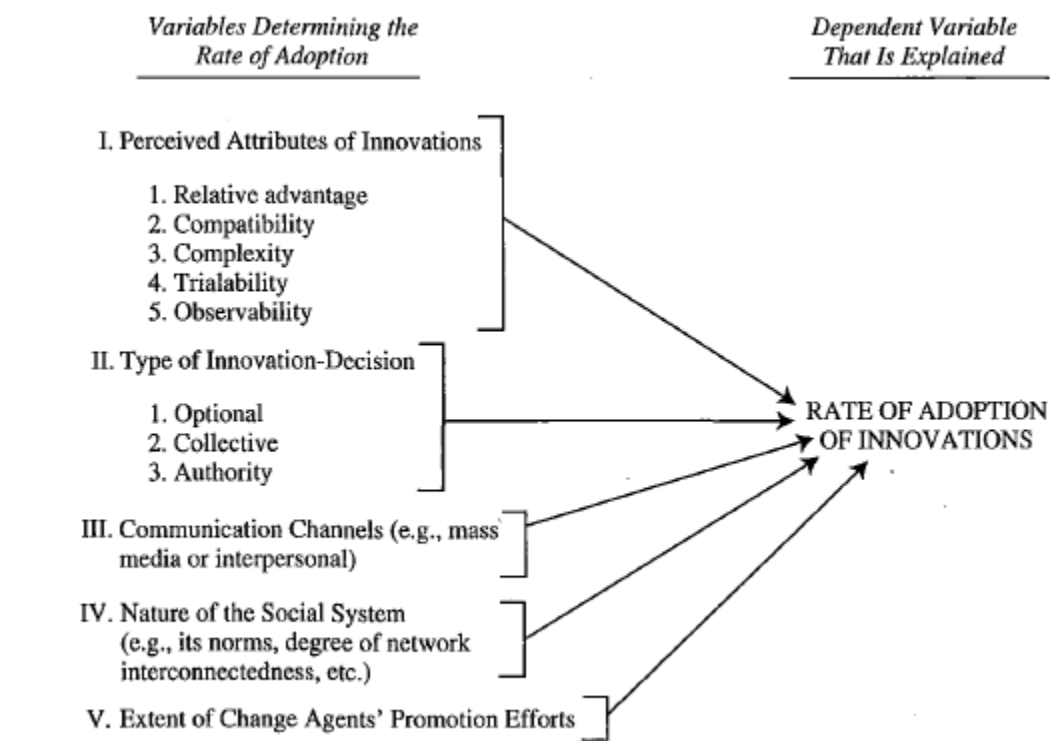 Variables Determining the
Rate of Adoption
Dependent Variable
That Is Explained
I. Perceived Attributes of Innovations
1. Relative advantage
2. Compatibility
3. Complexity
4. Trialability
5. Observability
II. Type of Innovation-Decision
1. Optional
2. Collective
3. Authority
III. Communication Channels (e.g., mass
media or interpersonal)
IV. Nature of the Social System
(e.g., its norms, degree of network
interconnectedness, etc.)
V. Extent of Change Agents' Promotion Efforts
RATE OF ADOPTION
OF INNOVATIONS